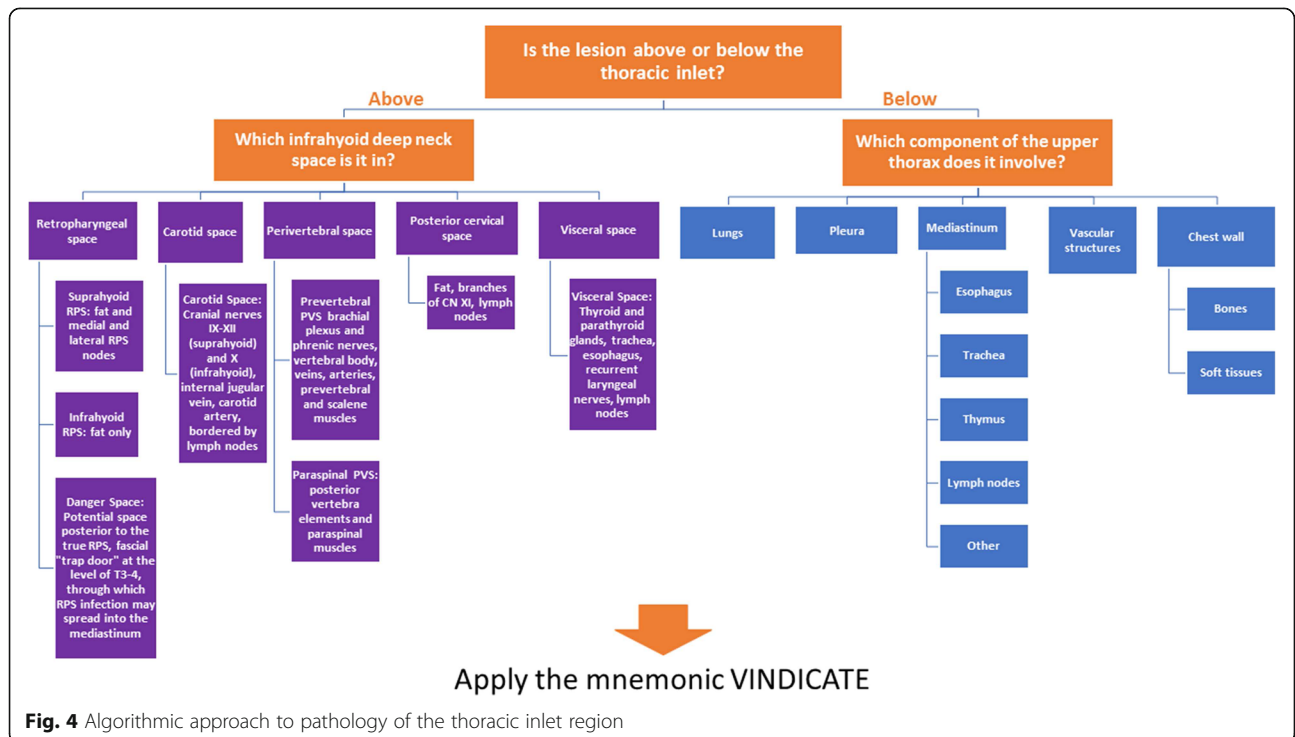 Is the lesion above or below the
thoracic inlet?
Above
Below
Which infrahyoid deep neck
space is it in?
Which component of the upper
thorax does it involve?
Retropharyngeal
space
Carotid space
Perivertebral space
Posterior cervical
space
Visceral space
Lungs
Pleura
Mediastinum
Vascular
structures
Chest wall
Suprahyoid
RPS: fat and
medial and
lateral RPS
nodes
Infrahyoid
RPS: fat only
Danger Space:
Potential space
posterior to the
true RPS, fascial
"trap door" at the
level of T3-4,
through which
RPS infection may
spread into the
mediastinum
Carotid Space:
Cranial nerves
IX-XII
(suprahyoid)
and X
(infrahyoid),
internal jugular
vein, carotid
artery,
bordered by
lymph nodes
Prevertebral
PVS brachial
plexus and
phrenic nerves,
vertebral body,
veins, arteries,
prevertebral
and scalene
muscles
Paraspinal PVS:
posterior
vertebra
elements and
paraspinal
muscles
Fat, branches
of CN XI, lymph
nodes
Visceral Space:
Thyroid and
parathyroid
glands, trachea,
esophagus,
recurrent
laryngeal
nerves, lymph
nodes
Esophagus
Trachea
Thymus
Lymph nodes
Other
Bones
Soft tissues
Apply the mnemonic VINDICATE
Fig. 4 Algorithmic approach to pathology of the thoracic inlet region